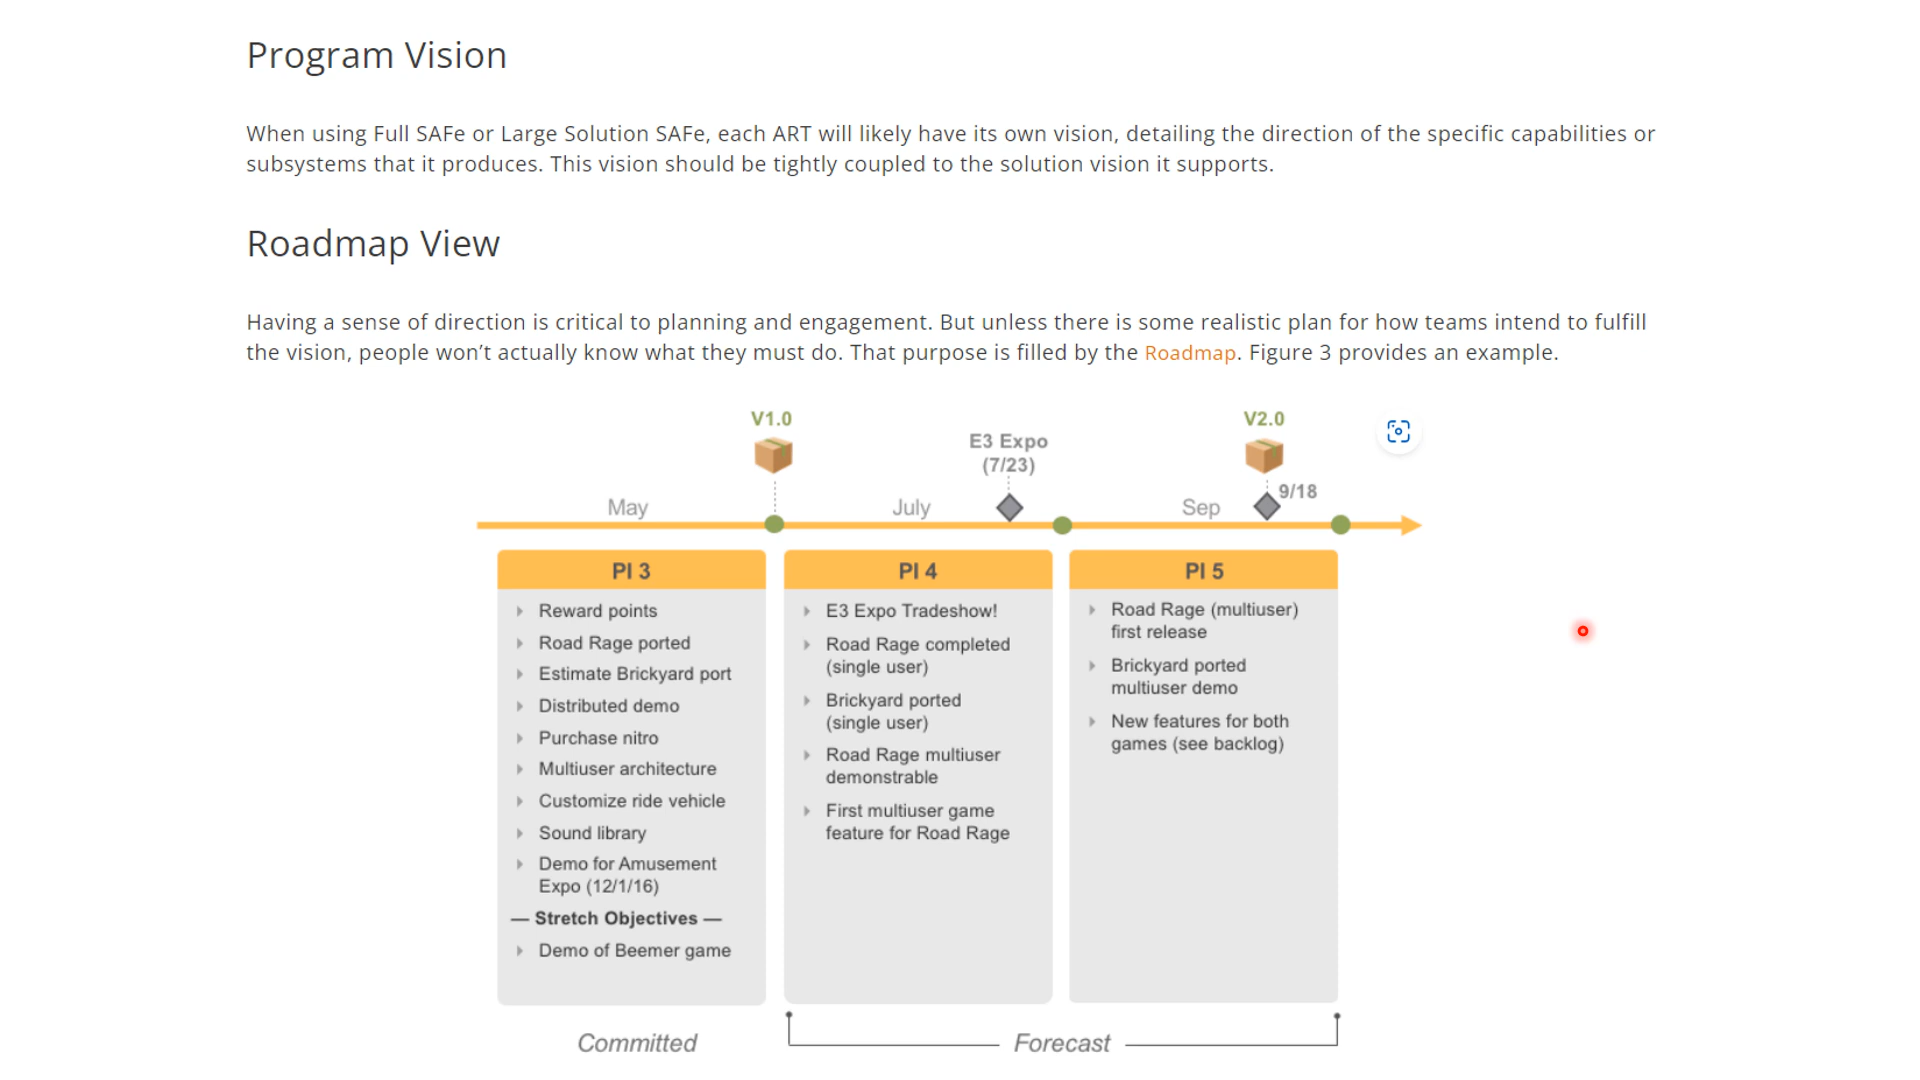 Program Vision
When using Full SAFe or Large Solution SAFe, each ART will likely have its own vision, detailing the direction of the specific capabilities or
subsystems that it produces. This vision should be tightly coupled to the solution vision it supports.
Roadmap View
Having a sense of direction is critical to planning and engagement. But unless there is some realistic plan for how teams intend to fulfill
the vision, people won’t actually know what they must do. That purpose is filled by the Roadmap. Figure 3 provides an example.
V1.0
E3 Expo
(7/23)
V2.0
9/18
May
July
Sep
PI 3
Reward points
Road Rage ported
Estimate Brickyard port
Distributed demo
Purchase nitro
Multiuser architecture
Customize ride vehicle
Sound library
Demo for Amusement
Expo (12/1/16)
— Stretch Objectives —
Demo of Beemer game
PI 4
E3 Expo Tradeshow!
Road Rage completed
(single user)
Brickyard ported
(single user)
Road Rage multiuser
demonstrable
First multiuser game
feature for Road Rage
PI 5
Road Rage (multiuser)
first release
Brickyard ported
multiuser demo
New features for both
games (see backlog)
Committed
Forecast